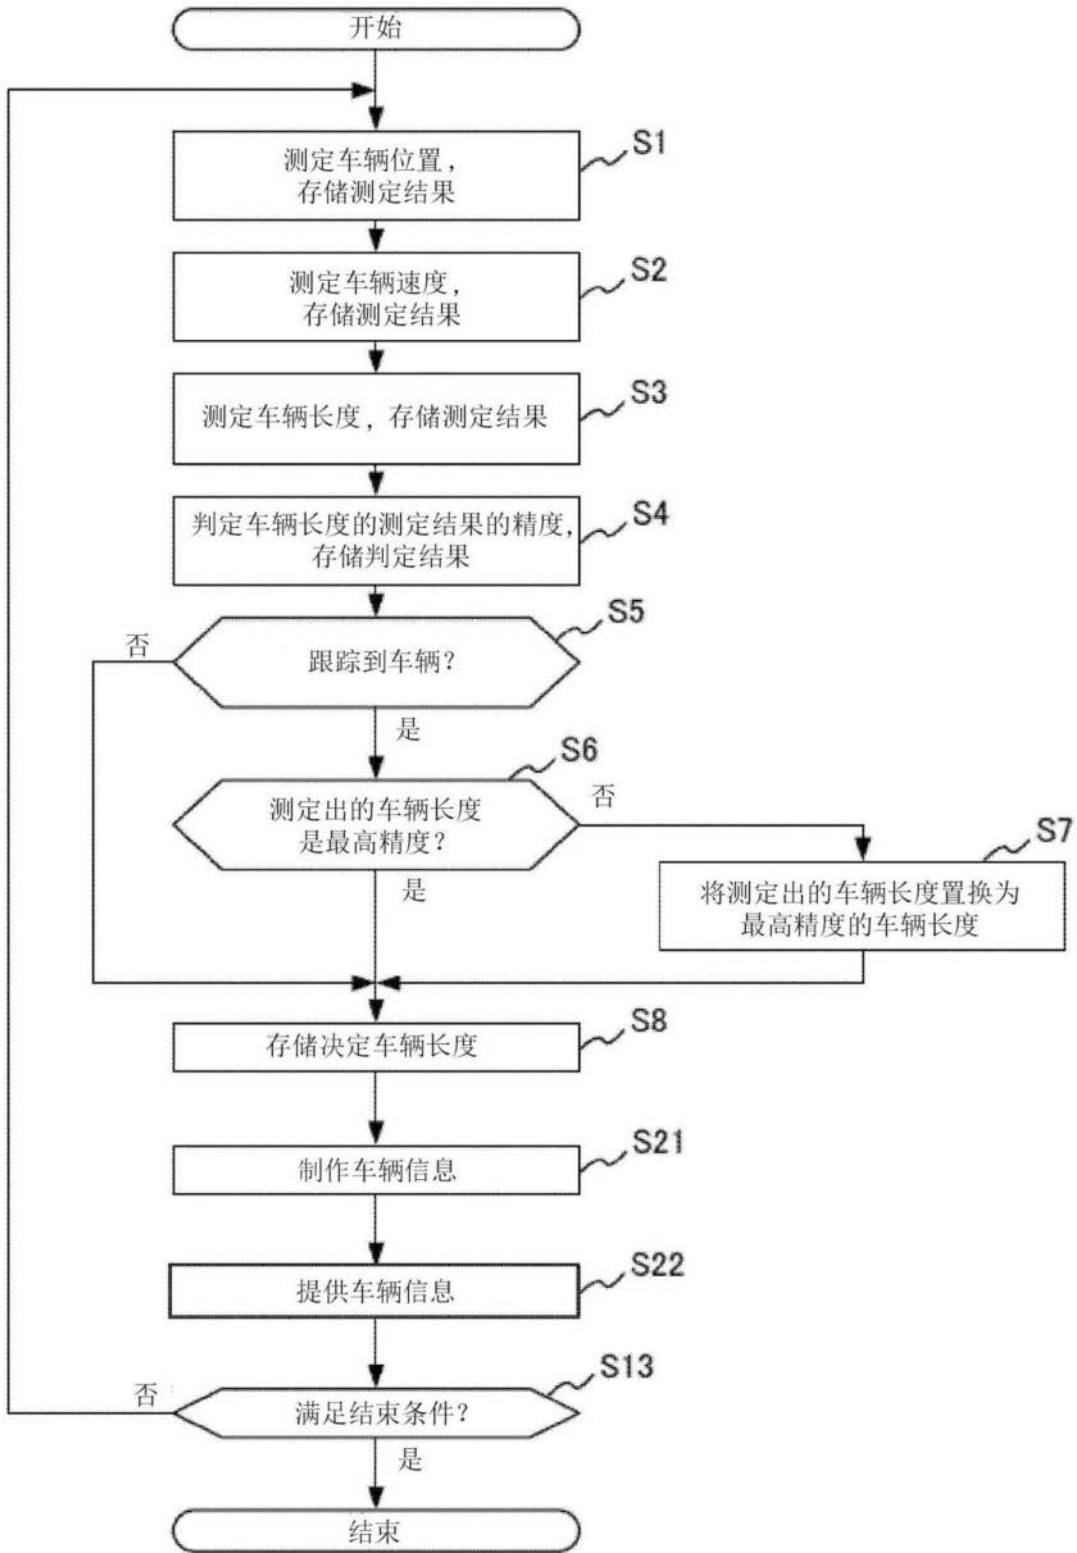 开始
测定车辆位置，
存储测定结果
S1
测定车辆速度，
存储测定结果
S2
测定车辆长度，存储测定结果
S3
判定车辆长度的测定结果的精度，
存储判定结果
S4
S5
否
跟踪到车辆？
是
S6
测定出的车辆长度
是最高精度？
否
是
S7
将测定出的车辆长度置换为
最高精度的车辆长度
S8
存储决定车辆长度
S21
制作车辆信息
S22
提供车辆信息
S13
否
满足结束条件？
是
结束